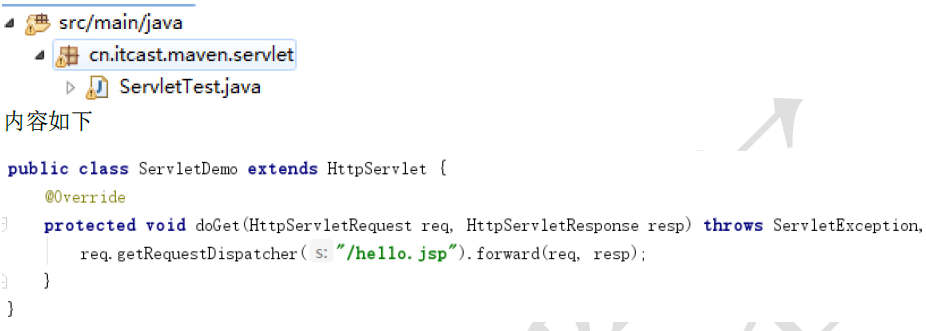 src/main/java
cn.itcast.maven.servlet
ServletTest.java
内容如下
public class ServletDemo extends HttpServlet {
@Override
protected void doGet(HttpServletRequest req, HttpServletResponse resp) throws ServletException,
req.getRequestDispatcher( s: "/hello.jsp").forward(req, resp);
}
}